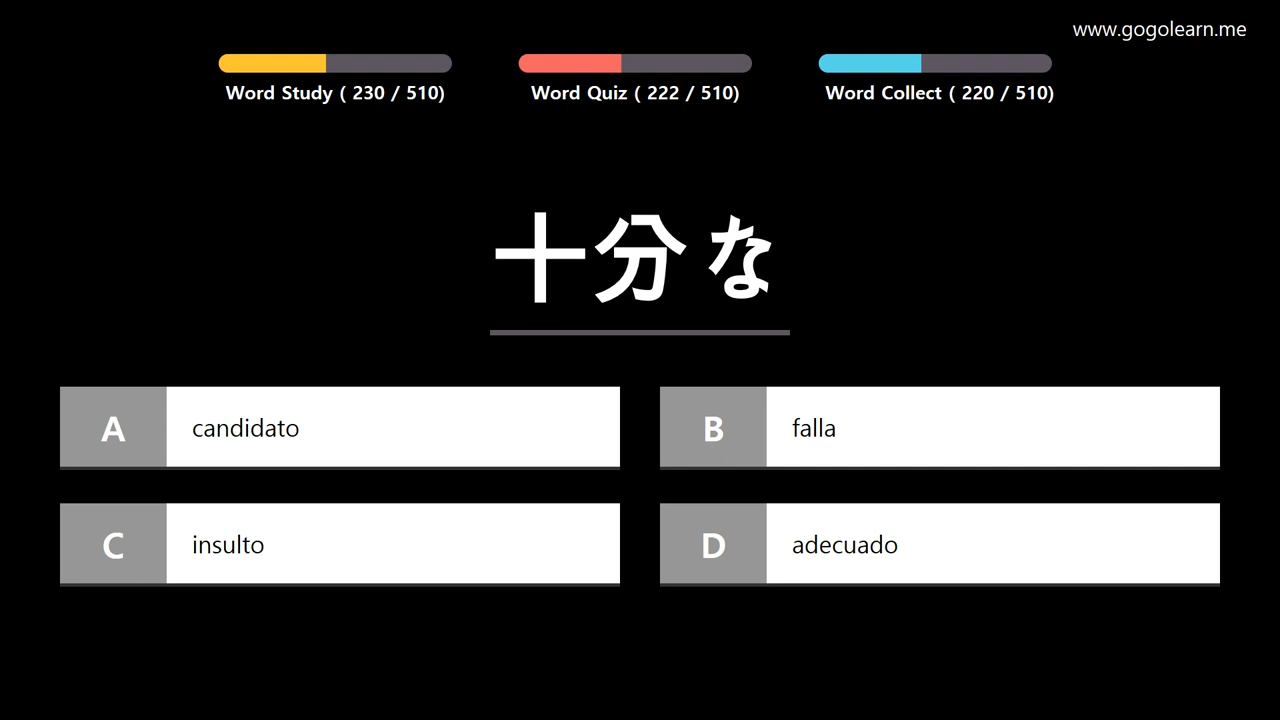 www.gogolearn.me
Word Study ( 230 / 510)
Word Quiz ( 222 / 510)
Word Collect ( 220 / 510)
十分な
A candidato
B falla
C insulto
D adecuado